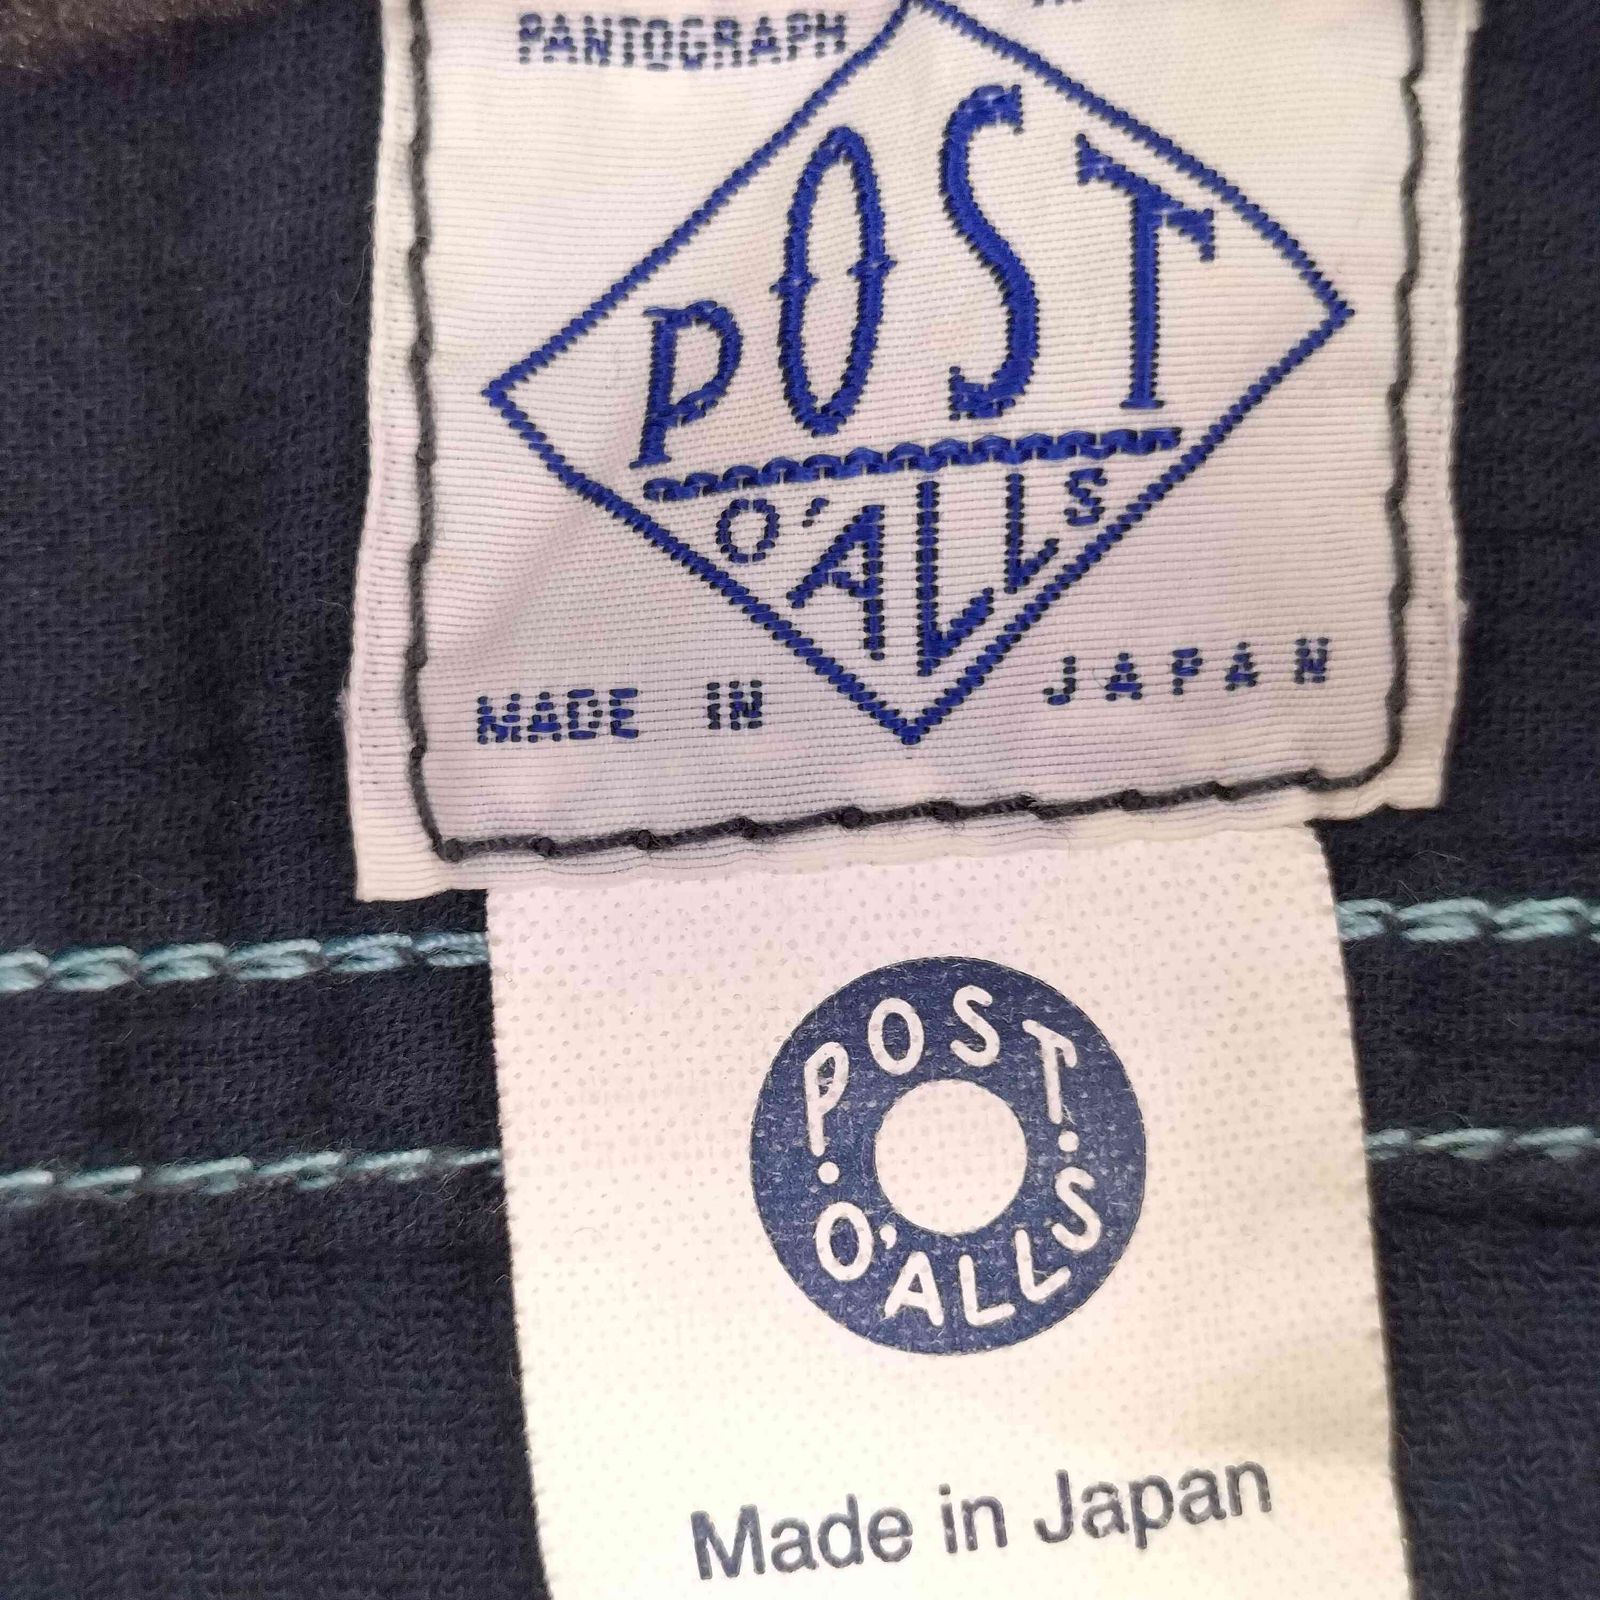 PANTOGRAPH
POST
O'ALLS
MADE IN JAPAN
POST
O'ALLS
Made in Japan